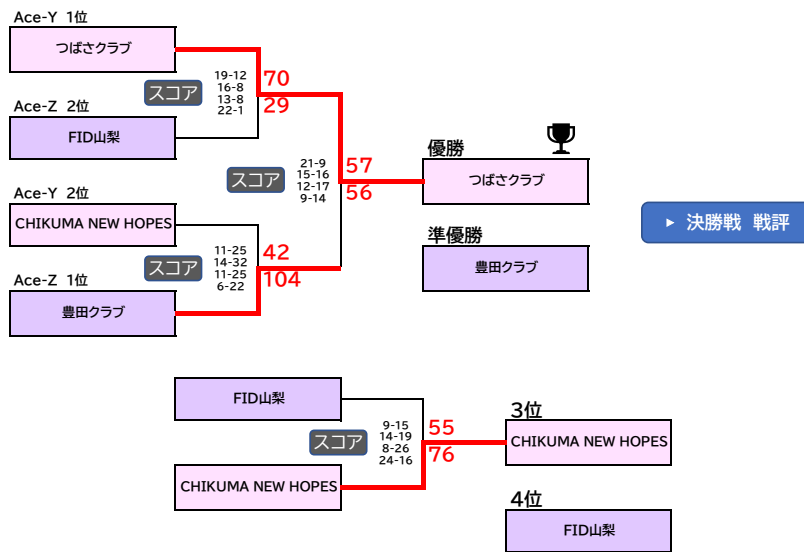 Ace-Y 1位
つばさクラブ
スコア
19-12
16-8
13-8
22-1
70
29
Ace-Z 2位
FID山梨
スコア
21-9
15-16
12-17
9-14
57
56
優勝
つばさクラブ
準優勝
豊田クラブ
▶ 決勝戦 戦評
Ace-Y 2位
CHIKUMA NEW HOPES
スコア
11-25
14-32
11-25
6-22
42
104
Ace-Z 1位
豊田クラブ
FID山梨
スコア
9-15
14-19
8-26
24-16
55
76
CHIKUMA NEW HOPES
3位
CHIKUMA NEW HOPES
4位
FID山梨